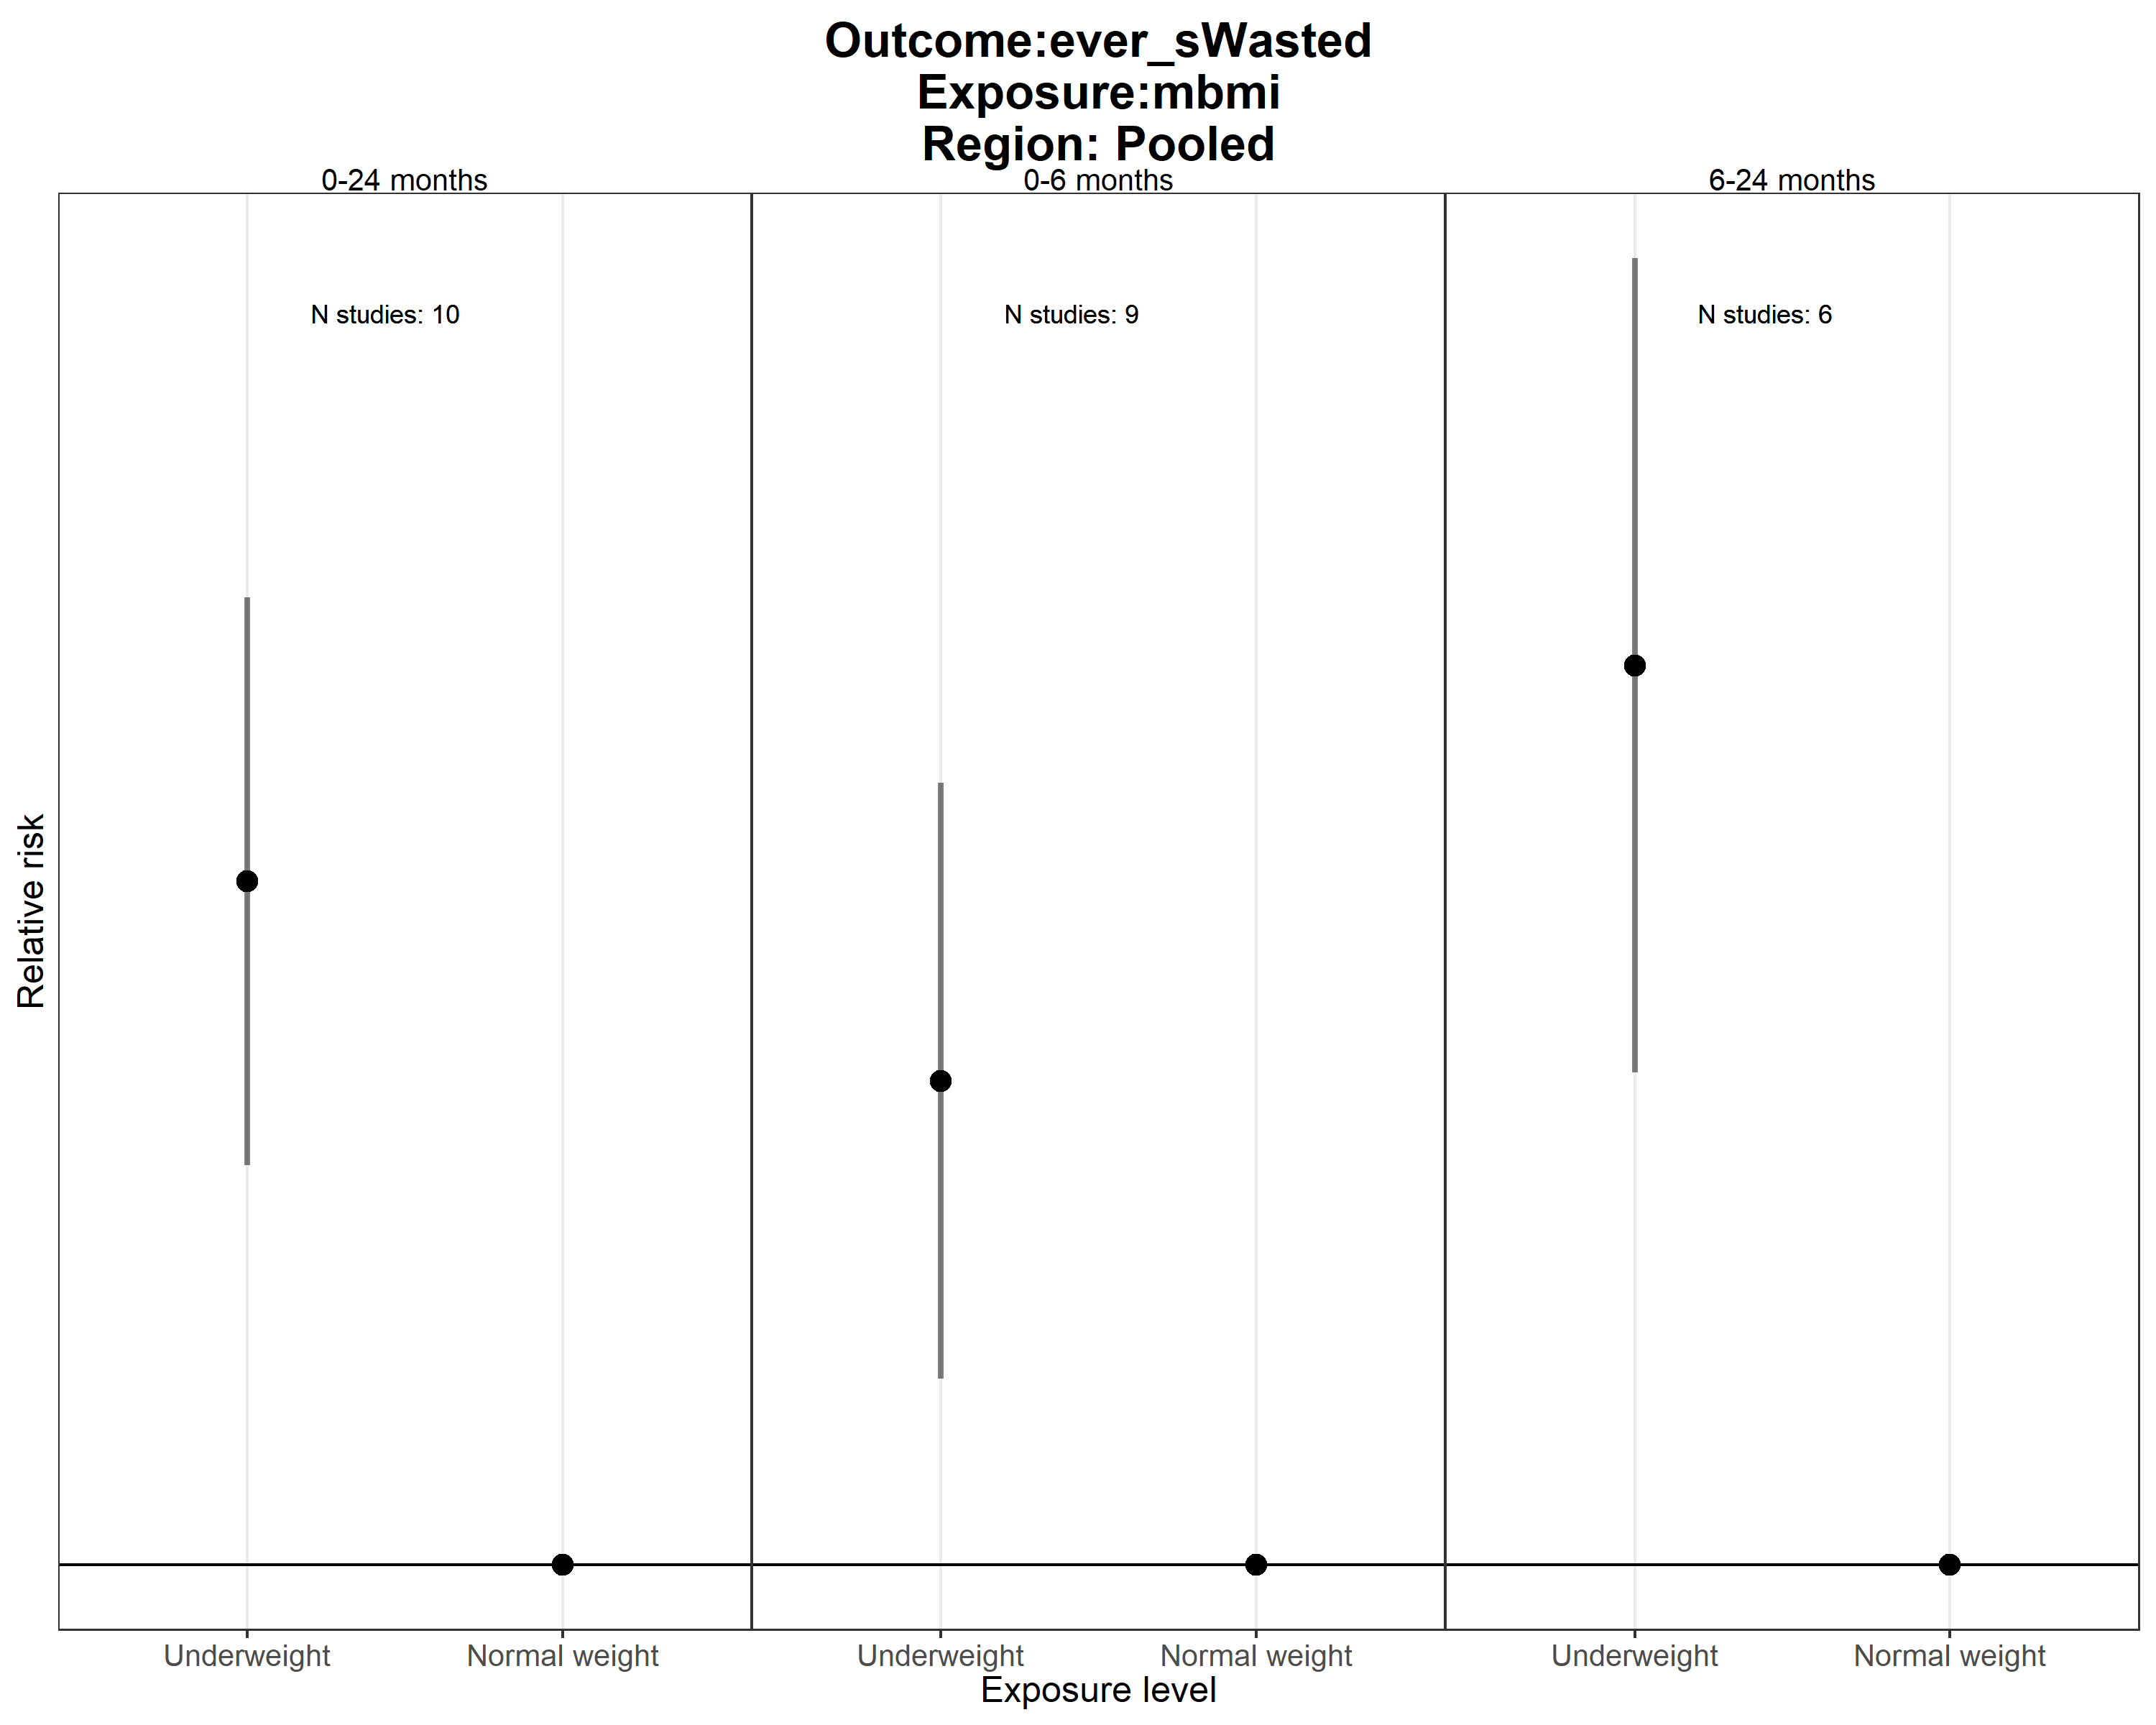 Outcome:ever_sWasted
Exposure:mbmi
Region: Pooled
0-24 months
0-6 months
6-24 months
N studies: 10
N studies: 9
N studies: 6
Relative risk
Underweight
Normal weight
Underweight
Normal weight
Underweight
Normal weight
Exposure level